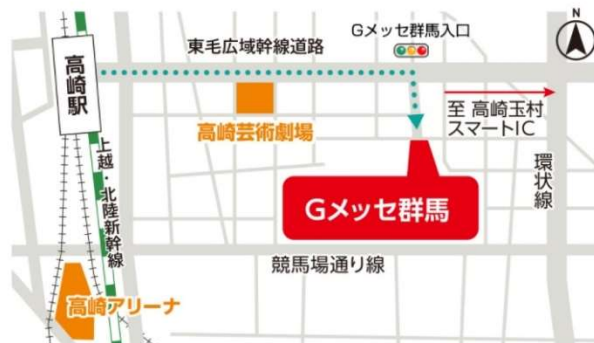 N
Gメッセ群馬入口
東毛広域幹線道路
高崎駅
至 高崎玉村
スマートIC
高崎芸術劇場
上越・北陸新幹線
環状線
Gメッセ群馬
競馬場通り線
高崎アリーナ